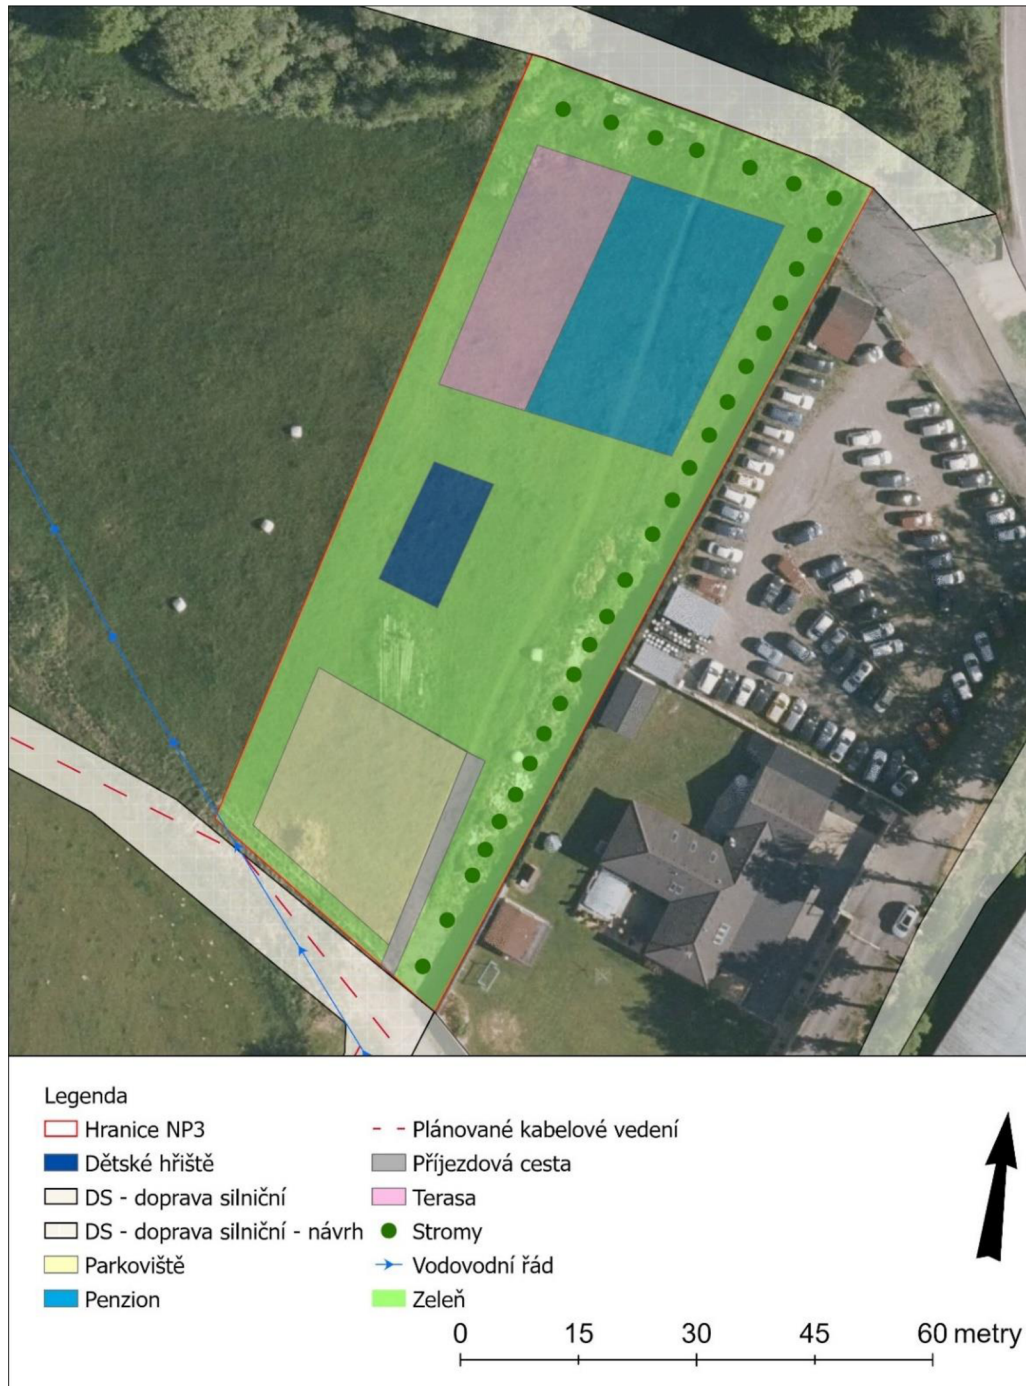 Legenda
Hranice NP3
Dětské hřiště
DS - doprava silniční
DS - doprava silniční - návrh
Parkoviště
Penzion
Plánované kabelové vedení
Příjezdová cesta
Terasa
Stromy
Vodovodní řád
Zeleň
0 15 30 45 60 metry